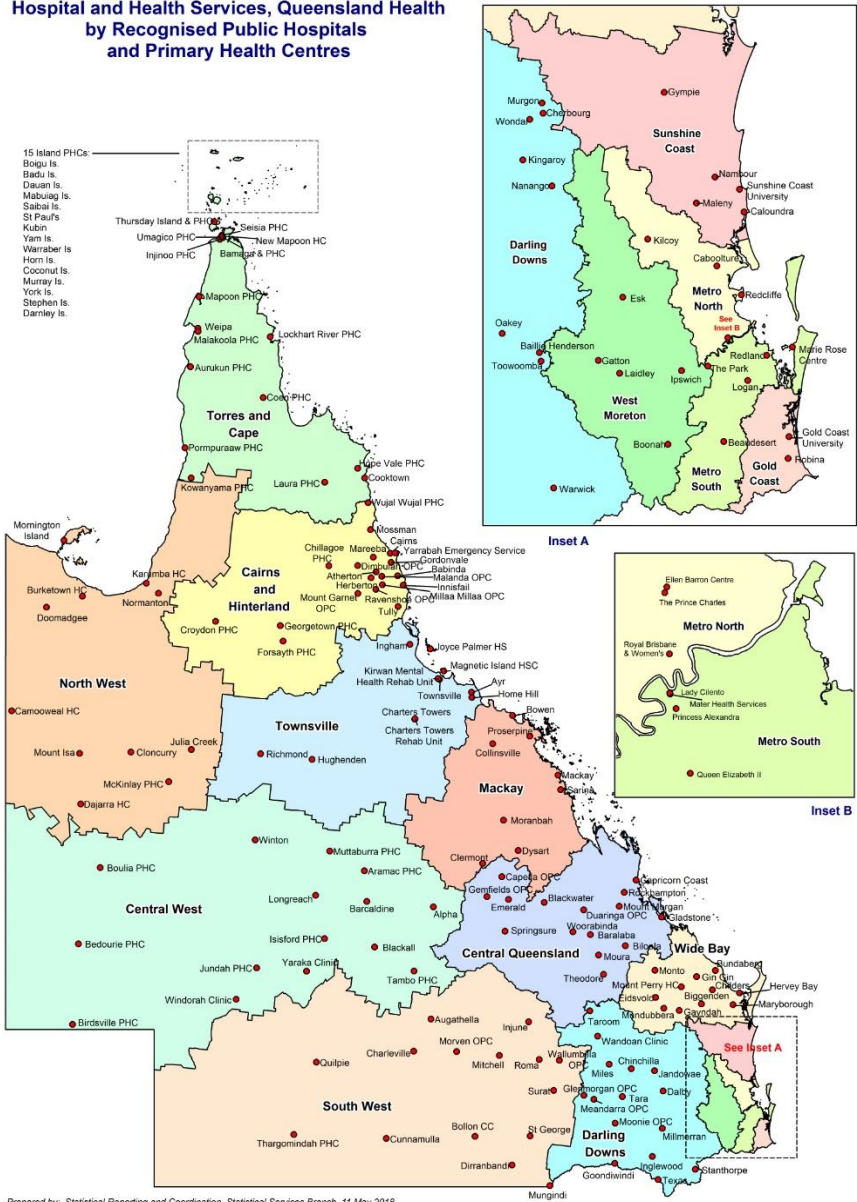 Hospital and Health Services, Queensland Health
by Recognised Public Hospitals
and Primary Health Centres
15 Island PHCs:
Boigu Is.
Badu Is.
Dauan Is.
Mabuiag Is.
Saibai Is.
St Paul's
Kubin
Yam Is.
Warraber Is
Horn Is.
Coconut Is.
Murray Is.
York Is.
Stephen Is.
Darnley Is.
Thursday Island & PHCs
Seisia PHC
Umagico PHC
New Mapoon HC
Injinoo PHC
Bamaga & PHC
Mapoon PHC
Weipa
Malakoola PHC
Lockhart River PHC
Aurukun PHC
Coen PHC
Torres and
Cape
Pormpuraaw PHC
Hope Vale PHC
Kowanyama PHC
Laura PHC
Cooktown
Wujal Wujal PHC
Mornington
Island
Mossman
Cairns
Chillagoe
PHC
Mareeba
Yarrabah Emergency Service
Gordonvale
Dimbulah OPC
Babinda
Cairns
and
Hinterland
Atherton
Malanda OPC
Herberton
Innisfail
Millaa Millaa OPC
Ravenshoe OPC
Mount Garnet
OPC
Tully
Karumba HC
Burketown HC
Normanton
Doomadgee
Croydon PHC
Georgetown PHC
Forsayth PHC
Ingham
Joyce Palmer HS
North West
Magnetic Island HSC
Kirwan Mental
Health Rehab Unit
Ayr
Townsville
Home Hill
Camooweal HC
Townsville
Charters Towers
Charters Towers
Rehab Unit
Bowen
Proserpine
Collinsville
Mount Isa
Cloncurry
Julia Creek
Richmond
Hughenden
McKinlay PHC
Mackay
Mackay
Sarina
Dajarra HC
Moranbah
Winton
Muttaburra PHC
Clermont
Dysart
Boulia PHC
Aramac PHC
Capella OPC
Capricorn Coast
Gemfields OPC
Rockhampton
Longreach
Barcaldine
Emerald
Blackwater
Mount Morgan
Central West
Alpha
Duaringa OPC
Gladstone
Springsure
Woorabinda
Baralaba
Bedourie PHC
Isisford PHC
Blackall
Central Queensland
Moura
Biloela
Wide Bay
Jundah PHC
Yaraka Clinic
Tambo PHC
Theodore
Monto
Bundaberg
Gin Gin
Mount Perry HC
Childers
Hervey Bay
Windorah Clinic
Eidsvold
Biggenden
Maryborough
Mundubbera
Gayndah
Birdsville PHC
Augathella
Injune
Taroom
Wandoan Clinic
See Inset A
Quilpie
Charleville
Morven OPC
Mitchell
Roma
Wallumbilla
OPC
Miles
Chinchilla
Jandowae
Surat
Glenmorgan OPC
Tara
Dalby
Meandarra OPC
South West
Moonie OPC
Thargomindah PHC
Cunnamulla
Bollon CC
St George
Darling
Downs
Millmerran
Dirranbandi
Goondiwindi
Inglewood
Stanthorpe
Texas
Mungindi
Prepared by: Statistical Reporting and Coordination, Statistical Services Branch, 11 May 2018
Gympie
Murgon
Cherbourg
Wondai
Sunshine
Coast
Kingaroy
Nanango
Nambour
Sunshine Coast
University
Maleny
Caloundra
Darling
Downs
Kilcoy
Caboolture
Metro
North
Redcliffe
Esk
See
Inset B
Oakey
Baillie Henderson
Toowoomba
Gatton
Laidley
Ipswich
The Park
Redland
Marie Rose
Centre
Logan
West
Moreton
Boonah
Beaudesert
Gold Coast
University
Robina
Metro
South
Gold
Coast
Warwick
Inset A
Ellen Barron Centre
The Prince Charles
Metro North
Royal Brisbane
& Women's
Lady Cilento
Mater Health Services
Princess Alexandra
Metro South
Queen Elizabeth II
Inset B